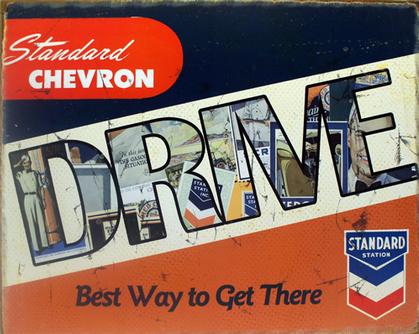 Standard
CHEVRON
DRIVE
Best Way to Get There
STANDARD
STATION